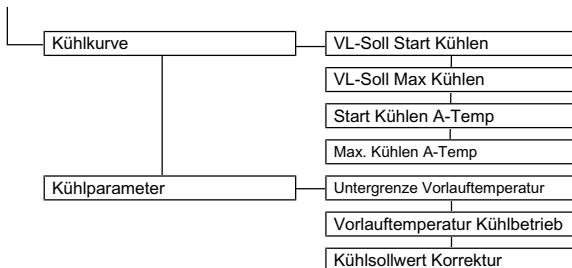 Kühlkurve
VL-Soll Start Kühlen
VL-Soll Max Kühlen
Start Kühlen A-Temp
Max. Kühlen A-Temp
Kühlparameter
Untergrenze Vorlauftemperatur
Vorlauftemperatur Kühlbetrieb
Kühlsollwert Korrektur